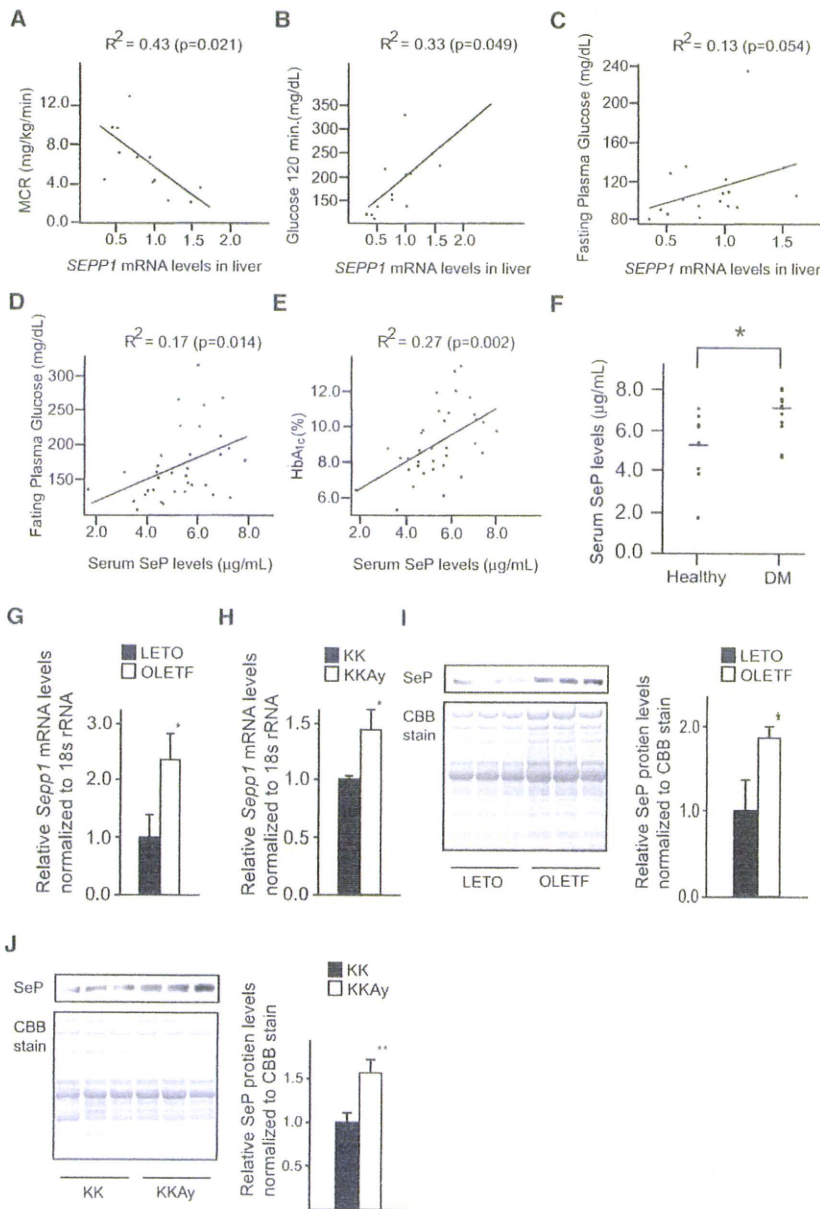 A
R² = 0.43 (p=0.021)
MCR (mg/kg/min)
12.0
8.0
4.0
0.0
0.5 1.0 1.5 2.0
SEPP1 mRNA levels in liver
B
R² = 0.33 (p=0.049)
Glucose 120 min.(mg/dL)
350
300
250
200
150
0.5 1.0 1.5 2.0
SEPP1 mRNA levels in liver
C
R² = 0.13 (p=0.054)
Fasting Plasma Glucose (mg/dL)
240
200
160
120
80
0.5 1.0 1.5
SEPP1 mRNA levels in liver
D
R² = 0.17 (p=0.014)
Fating Plasma Glucose (mg/dL)
300
250
200
150
2.0 4.0 6.0 8.0
Serum SeP levels (µg/mL)
E
R² = 0.27 (p=0.002)
HbA1c(%)
12.0
10.0
8.0
6.0
2.0 4.0 6.0 8.0
Serum SeP levels (µg/mL)
F
*
Serum SeP levels (µg/mL)
8.0
6.0
4.0
2.0
0.0
Healthy DM
G
LETO
OLETF
Relative Sepp1 mRNA levels
normalized to 18s rRNA
3.0
2.0
1.0
0.0
*
H
KK
KKAy
Relative Sepp1 mRNA levels
normalized to 18s rRNA
1.5
1.0
0.5
0.0
*
I
SeP
CBB
stain
LETO OLETF
LETO
OLETF
Relative SeP protien levels
normalized to CBB stain
2.0
1.0
0.0
*
J
SeP
CBB
stain
KK KKAy
KK
KKAy
Relative SeP protien levels
normalized to CBB stain
1.5
1.0
0.5
**